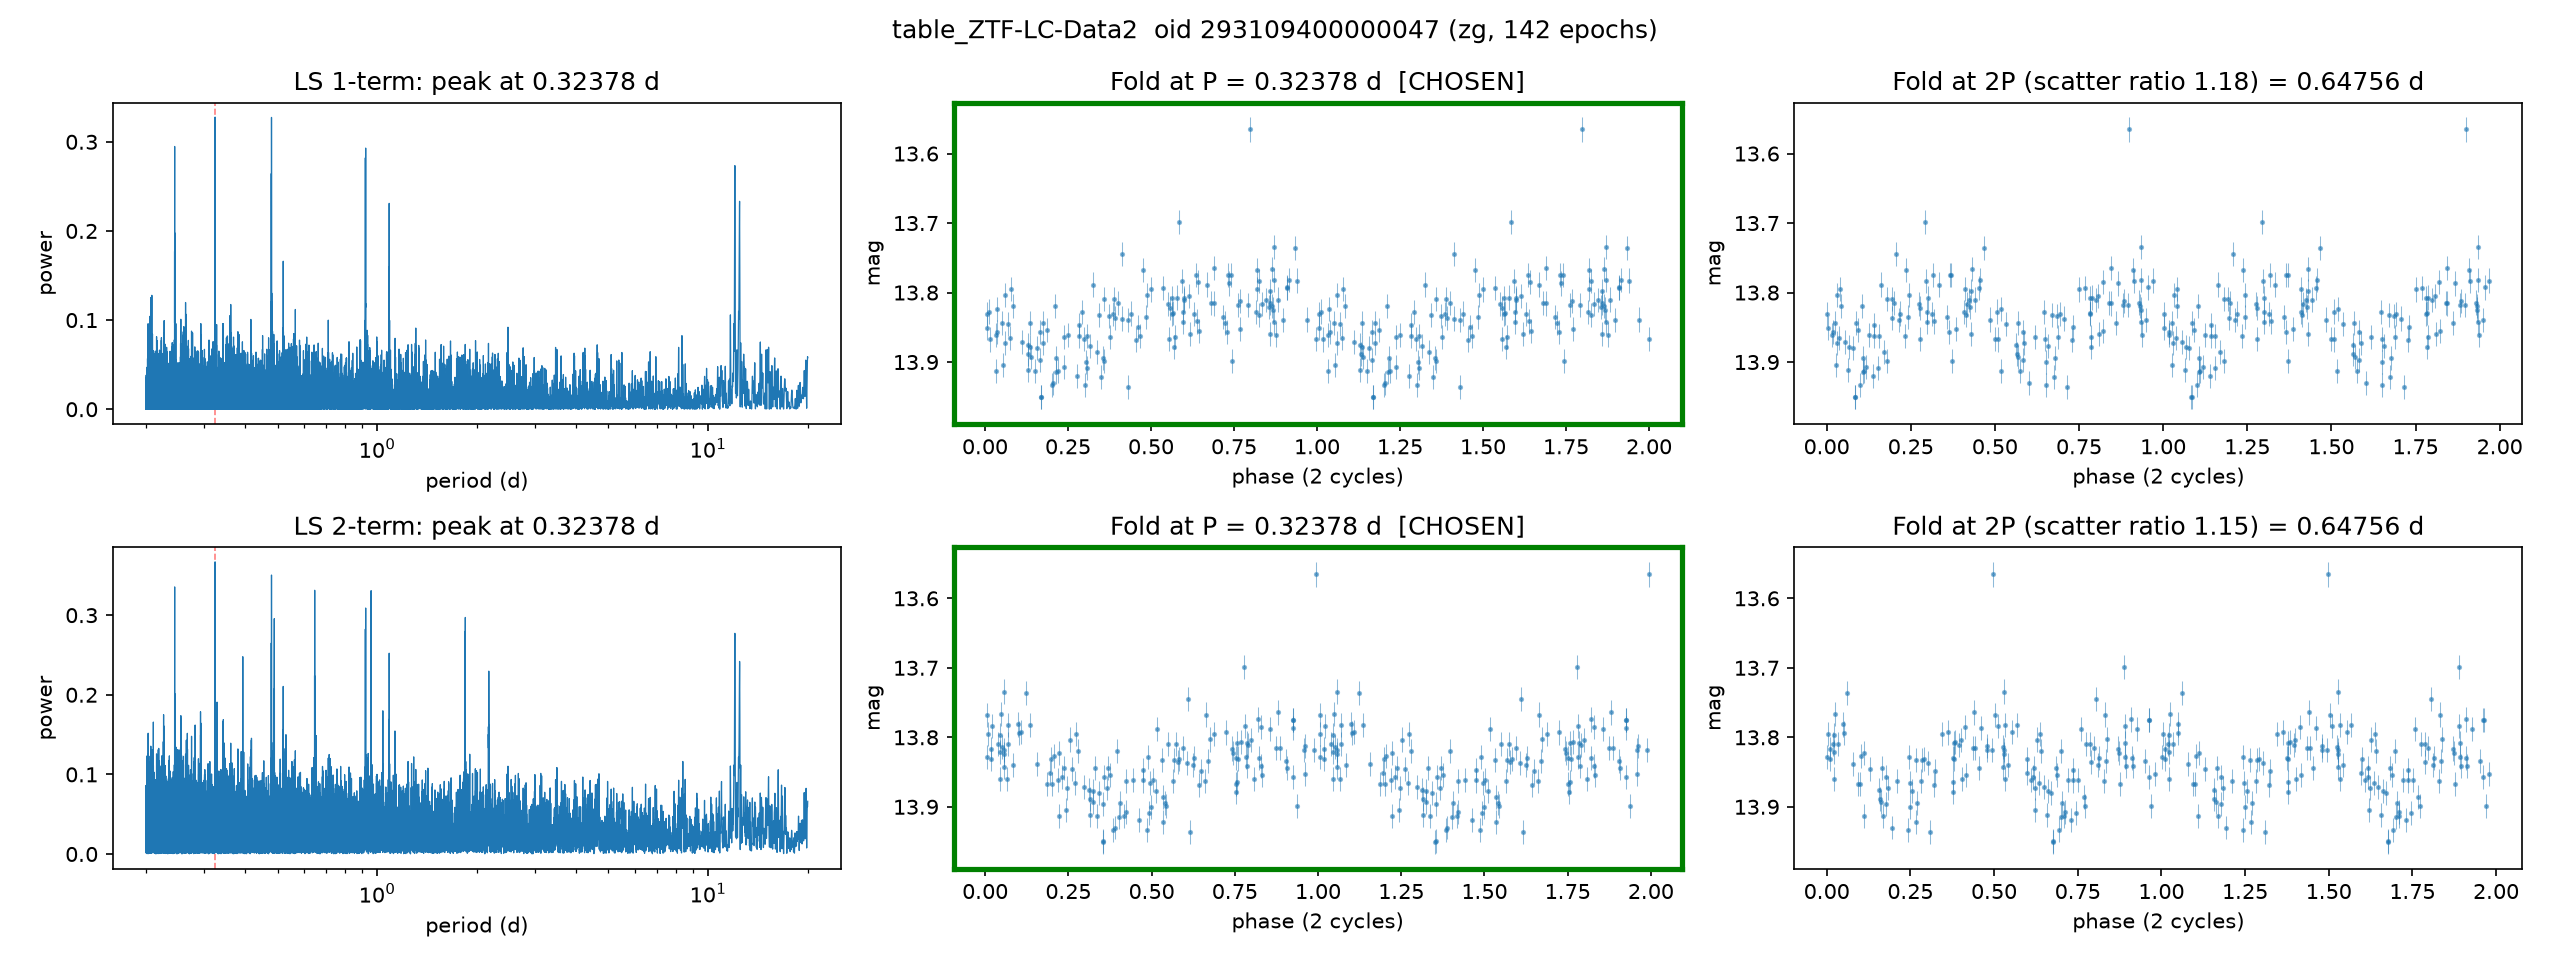 table_ZTF-LC-Data2  oid 293109400000047 (zg, 142 epochs)
LS 1-term: peak at 0.32378 d
power
0.3
0.2
0.1
0.0
10^0
10^1
period (d)
Fold at P = 0.32378 d  [CHOSEN]
mag
13.6
13.7
13.8
13.9
0.00 0.25 0.50 0.75 1.00 1.25 1.50 1.75 2.00
phase (2 cycles)
Fold at 2P (scatter ratio 1.18) = 0.64756 d
mag
13.6
13.7
13.8
13.9
0.00 0.25 0.50 0.75 1.00 1.25 1.50 1.75 2.00
phase (2 cycles)
LS 2-term: peak at 0.32378 d
power
0.3
0.2
0.1
0.0
10^0
10^1
period (d)
Fold at P = 0.32378 d  [CHOSEN]
mag
13.6
13.7
13.8
13.9
0.00 0.25 0.50 0.75 1.00 1.25 1.50 1.75 2.00
phase (2 cycles)
Fold at 2P (scatter ratio 1.15) = 0.64756 d
mag
13.6
13.7
13.8
13.9
0.00 0.25 0.50 0.75 1.00 1.25 1.50 1.75 2.00
phase (2 cycles)